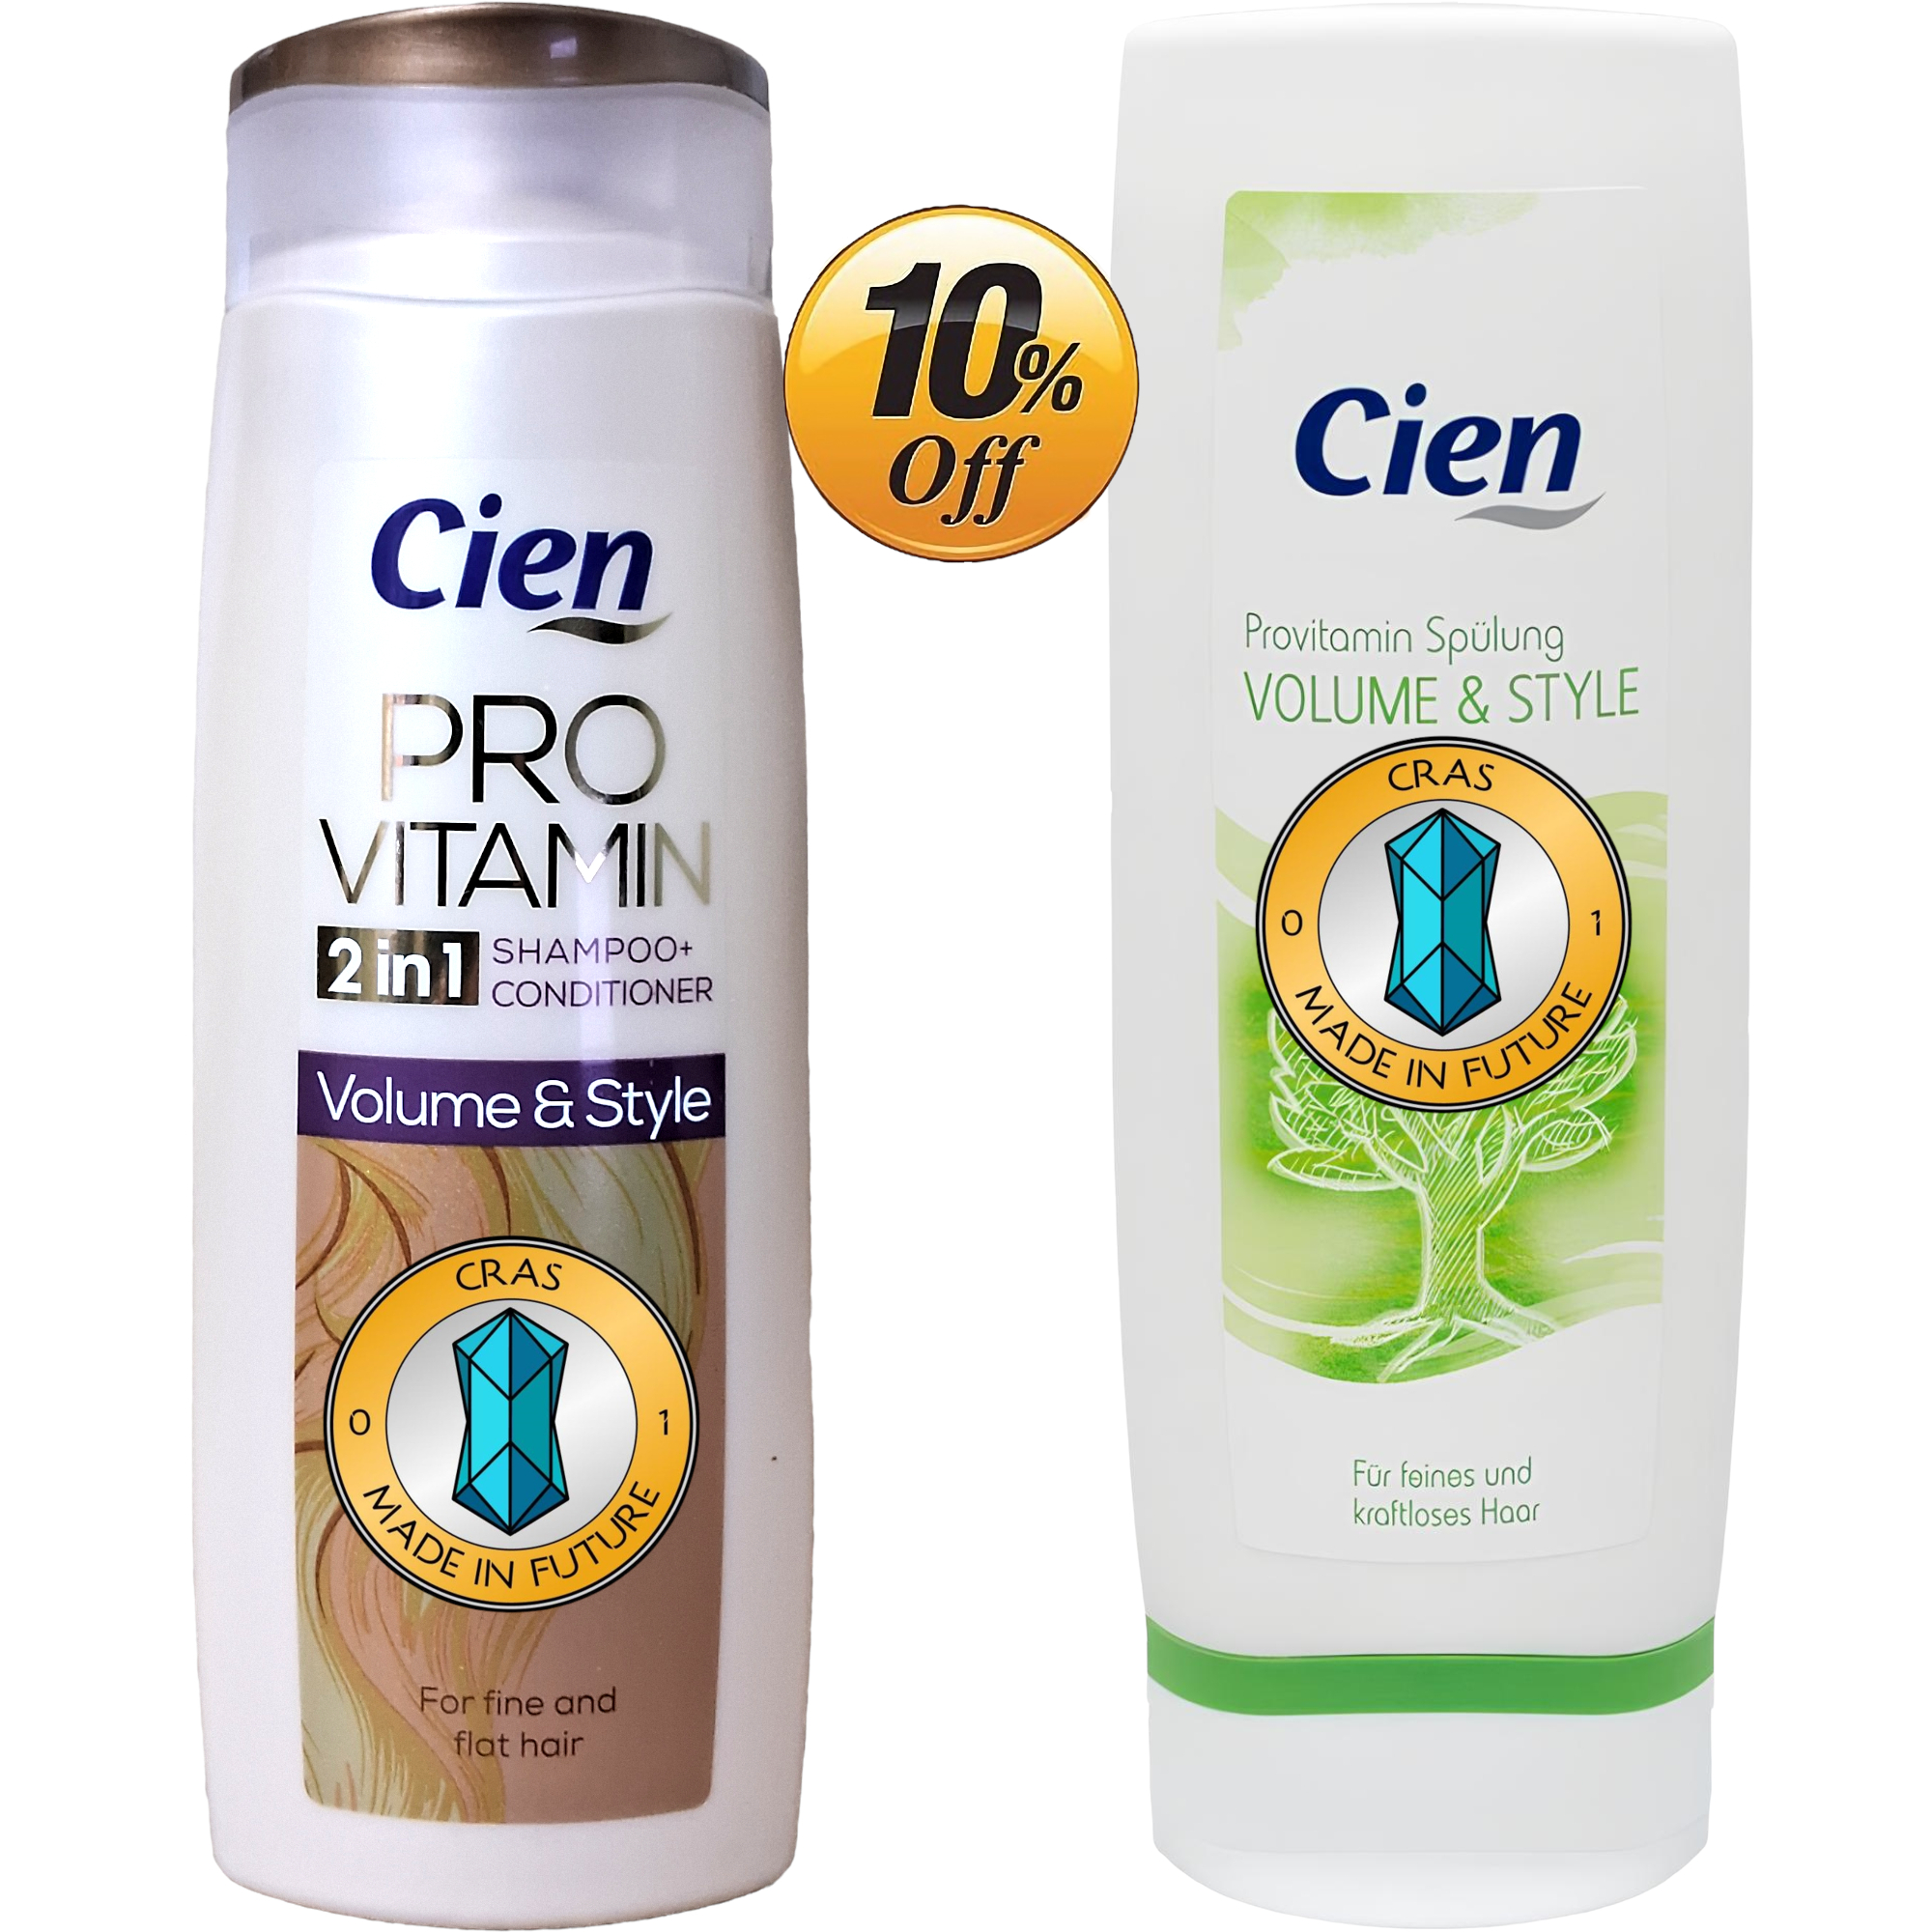 Cien
PRO
VITAMIN
2 in 1 SHAMPOO+
CONDITIONER
Volume & Style
CRAS
0 1
MADE IN FUTURE
For fine and
flat hair
10%
Off
Cien
Provitamin Spülung
VOLUME & STYLE
CRAS
0 1
MADE IN FUTURE
Für feines und
kraftloses Haar